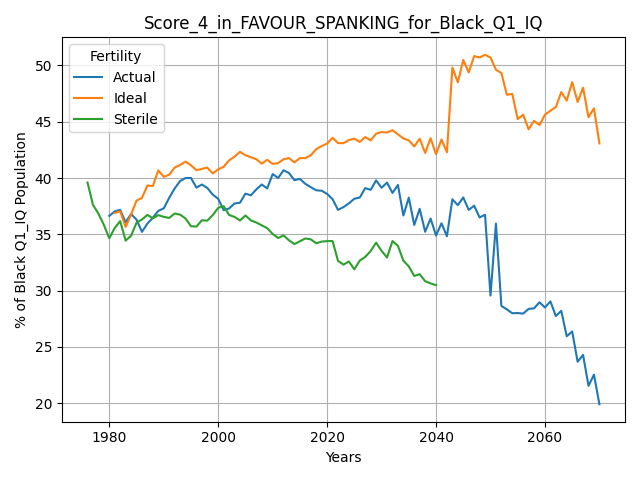 Score_4_in_FAVOUR_SPANKING_for_Black_Q1_IQ
Fertility
Actual
Ideal
Sterile
% of Black Q1_IQ Population
50
45
40
35
30
25
20
1980
2000
2020
2040
2060
Years